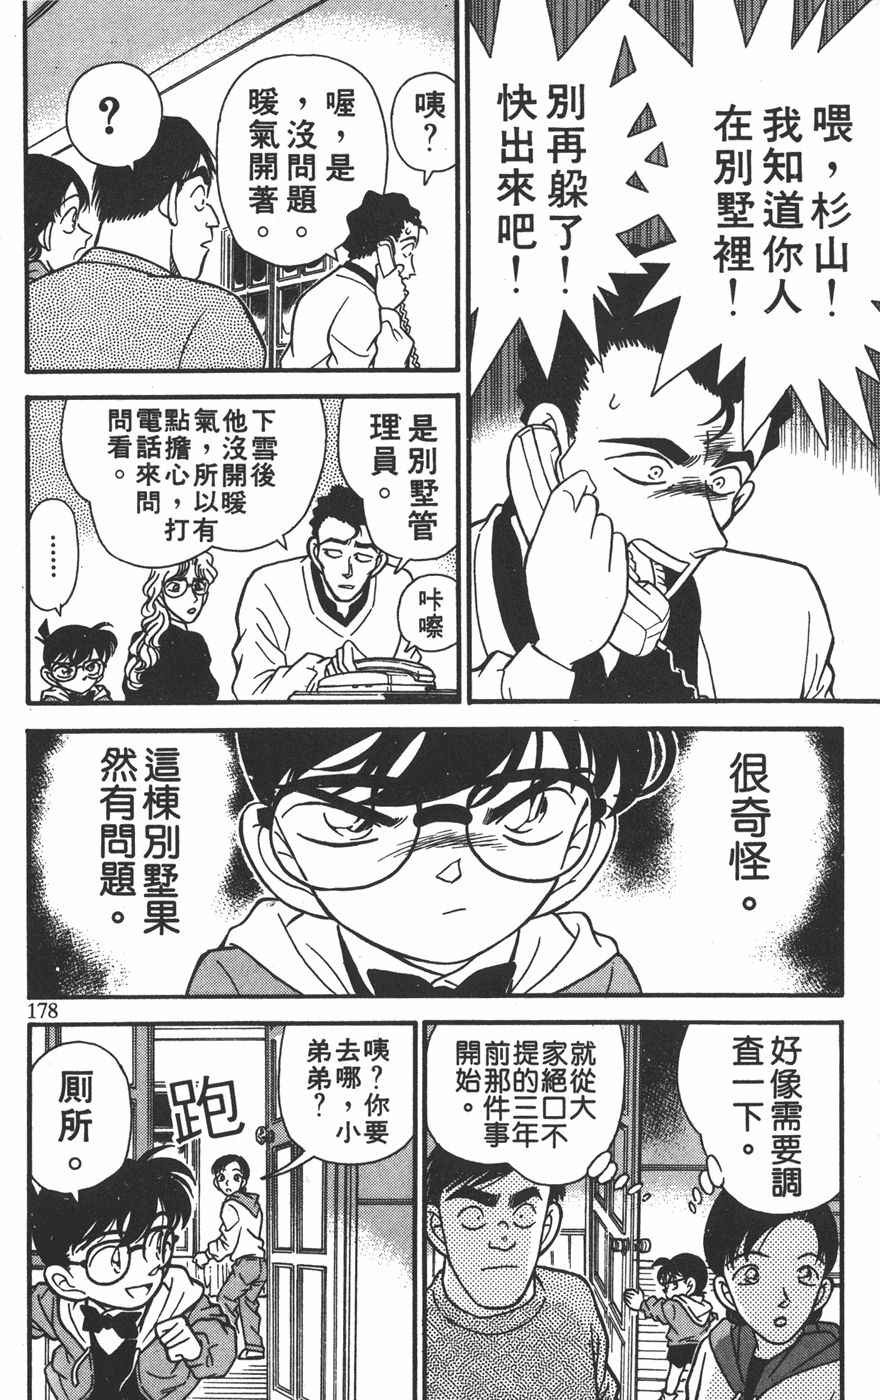 喂，杉山！
我知道你人
在別墅裡！
別再躲了！
快出來吧！
咦？
喔，是
，沒問題。
暖氣開著。
？
是別墅管
理員。
下雪後
他沒開暖
氣，所以有
點擔心，打
電話來問
問看。
咔嚓
……
很奇怪。
這棟別墅果
然有問題。
178
好像需要調
查一下。
就從大
家絕口不
提的三年
前那件事
開始。
咦？你要
去哪，小
弟弟？
跑
厠所。